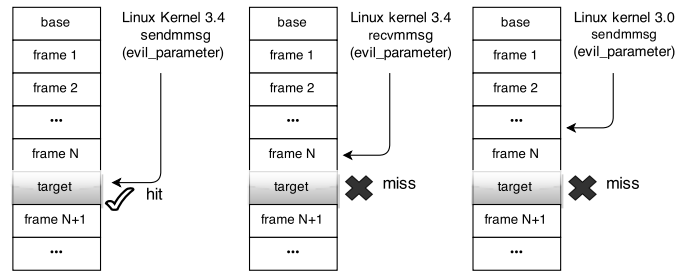 base
frame 1
frame 2
...
frame N
target
frame N+1
...
Linux Kernel 3.4
sendmmsg
(evil_parameter)
hit
base
frame 1
frame 2
...
frame N
target
frame N+1
...
Linux kernel 3.4
recvmmsg
(evil_parameter)
miss
base
frame 1
frame 2
...
frame N
target
frame N+1
...
Linux Kernel 3.0
sendmmsg
(evil_parameter)
miss